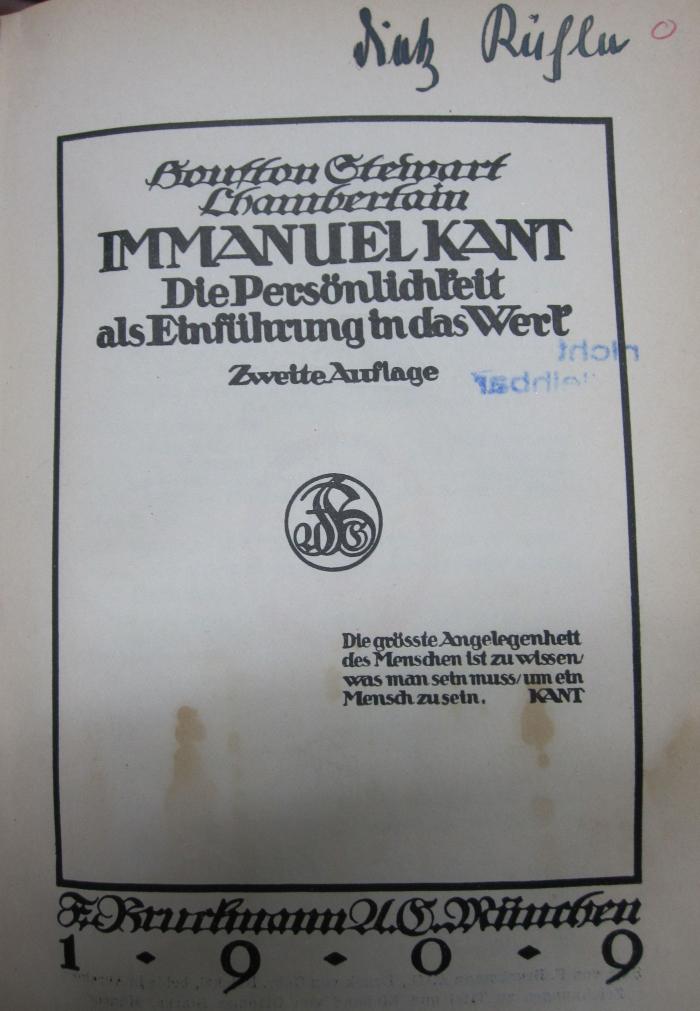 Houston Stewart
Chamberlain
IMMANUEL KANT
Die Persönlichkeit
als Einführung in das Werk
Zweite Auflage
nicht
Die grösste Angelegenheit
des Menschen ist zu wissen/
was man sein muss/um ein
Mensch zu sein. KANT
F. Bruckmann A.G. München
1 • 9 • 0 • 9